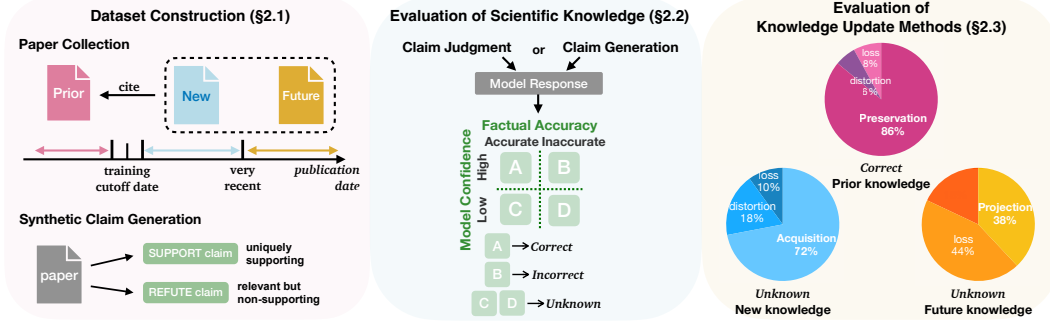 Dataset Construction (§2.1)
Paper Collection
Prior
cite
New
Future
training
cutoff date
very
recent
publication
date
Synthetic Claim Generation
paper
SUPPORT claim
uniquely
supporting
REFUTE claim
relevant but
non-supporting
Evaluation of Scientific Knowledge (§2.2)
Claim Judgment or Claim Generation
Model Response
Factual Accuracy
Accurate Inaccurate
Model Confidence
High
Low
A
B
C
D
A Correct
B Incorrect
C D Unknown
Evaluation of
Knowledge Update Methods (§2.3)
loss
8%
distortion
6%
Preservation
86%
Correct
Prior knowledge
loss
10%
distortion
18%
Acquisition
72%
Unknown
New knowledge
Projection
38%
loss
44%
Unknown
Future knowledge